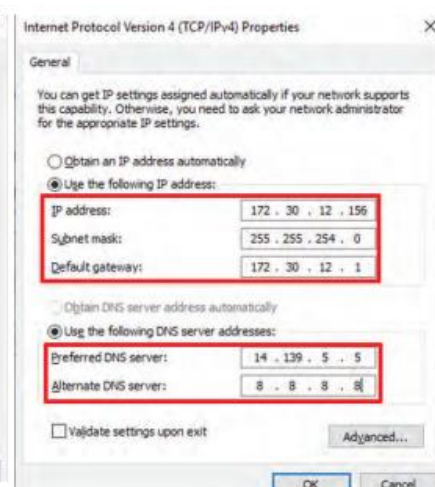 Internet Protocol Version 4 (TCP/IPv4) Properties
General
You can get IP settings assigned automatically if your network supports
this capability. Otherwise, you need to ask your network administrator
for the appropriate IP settings.
Obtain an IP address automatically
Use the following IP address:
IP address: 172 . 30 . 12 . 156
Subnet mask: 255 . 255 . 254 . 0
Default gateway: 172 . 30 . 12 . 1
Obtain DNS server address automatically
Use the following DNS server addresses:
Preferred DNS server: 14 . 139 . 5 . 5
Alternate DNS server: 8 . 8 . 8 . 8
Validate settings upon exit
Advanced...
OK Cancel